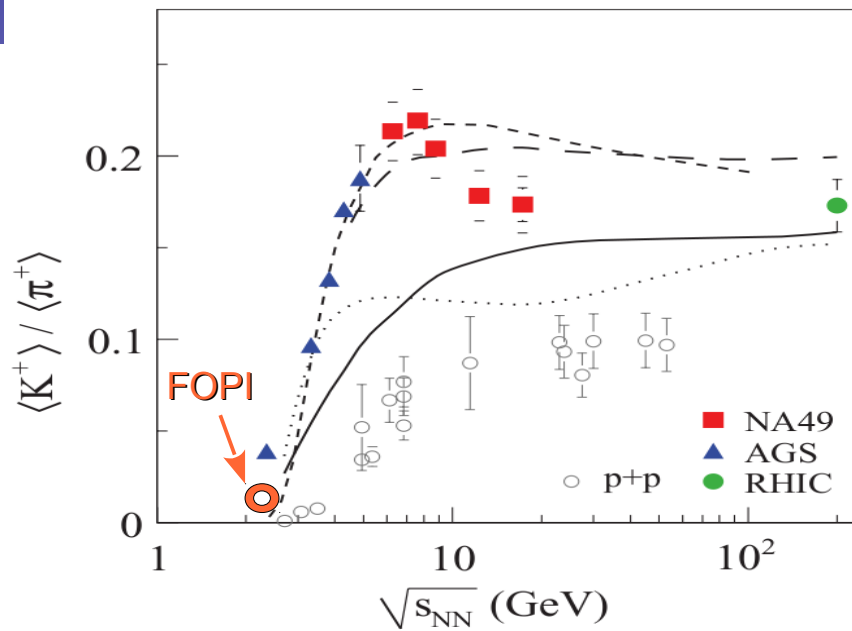 ⟨K⁺⟩ / ⟨π⁺⟩
0.2
0.1
0
FOPI
NA49
AGS
p+p
RHIC
1
10
10²
√s_NN (GeV)